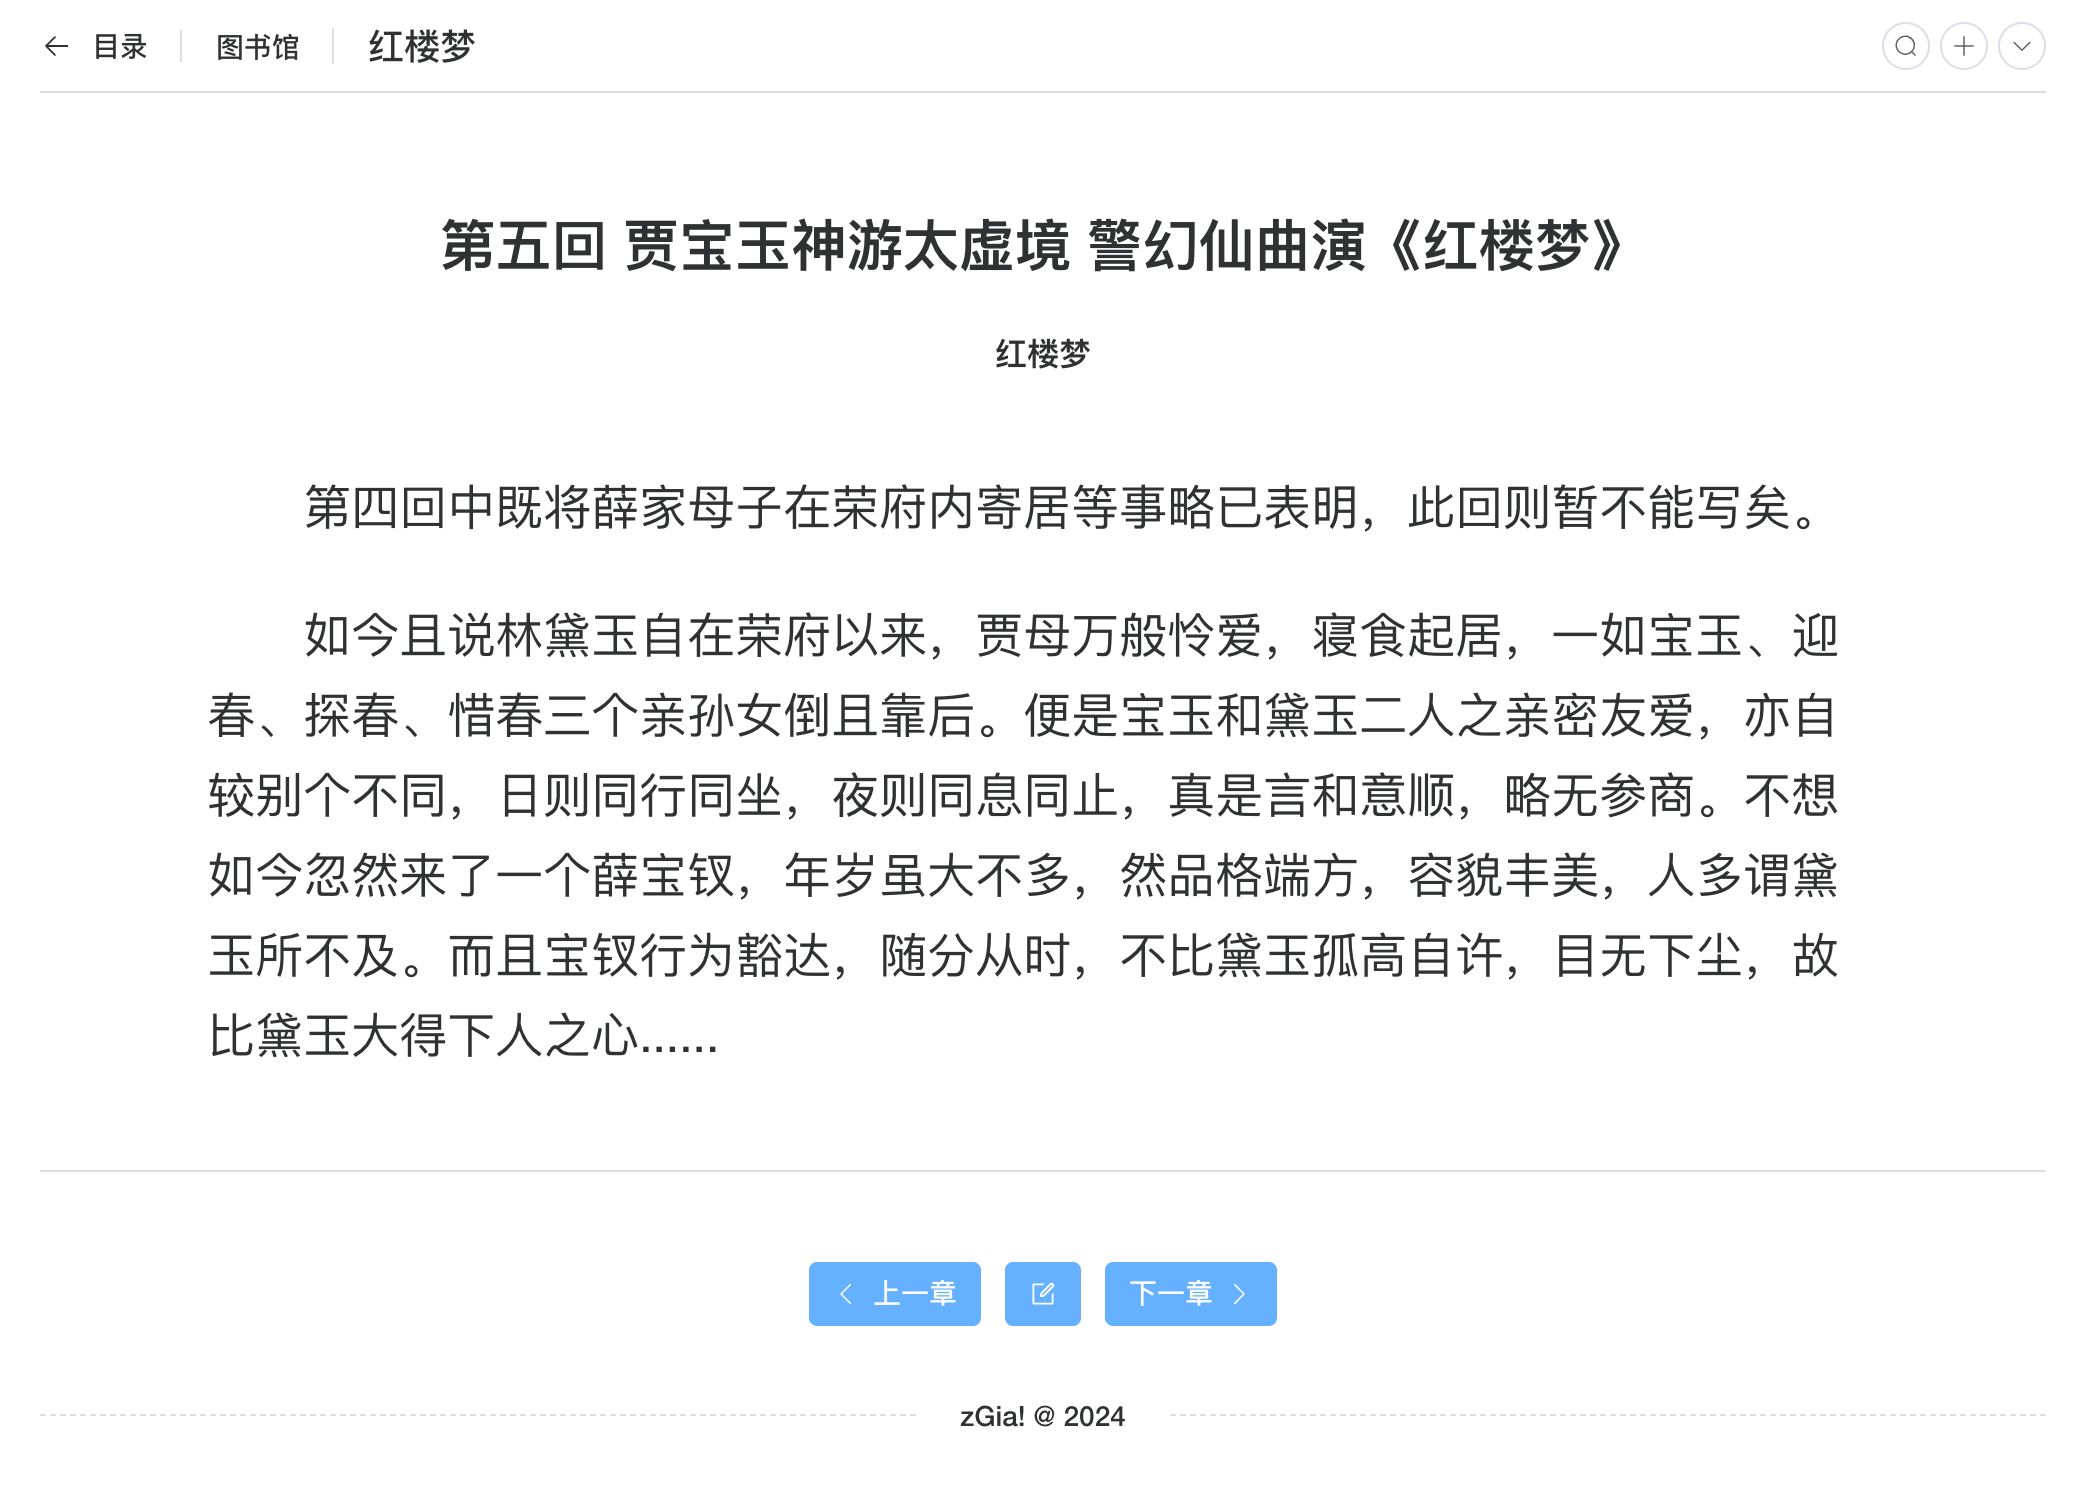 目录 图书馆 红楼梦
第五回 贾宝玉神游太虚境 警幻仙曲演《红楼梦》
红楼梦
第四回中既将薛家母子在荣府内寄居等事略已表明，此回则暂不能写矣。
如今且说林黛玉自在荣府以来，贾母万般怜爱，寝食起居，一如宝玉、迎
春、探春、惜春三个亲孙女倒且靠后。便是宝玉和黛玉二人之亲密友爱，亦自
较别个不同，日则同行同坐，夜则同息同止，真是言和意顺，略无参商。不想
如今忽然来了一个薛宝钗，年岁虽大不多，然品格端方，容貌丰美，人多谓黛
玉所不及。而且宝钗行为豁达，随分从时，不比黛玉孤高自许，目无下尘，故
比黛玉大得下人之心......
上一章 下一章
zGia! @ 2024